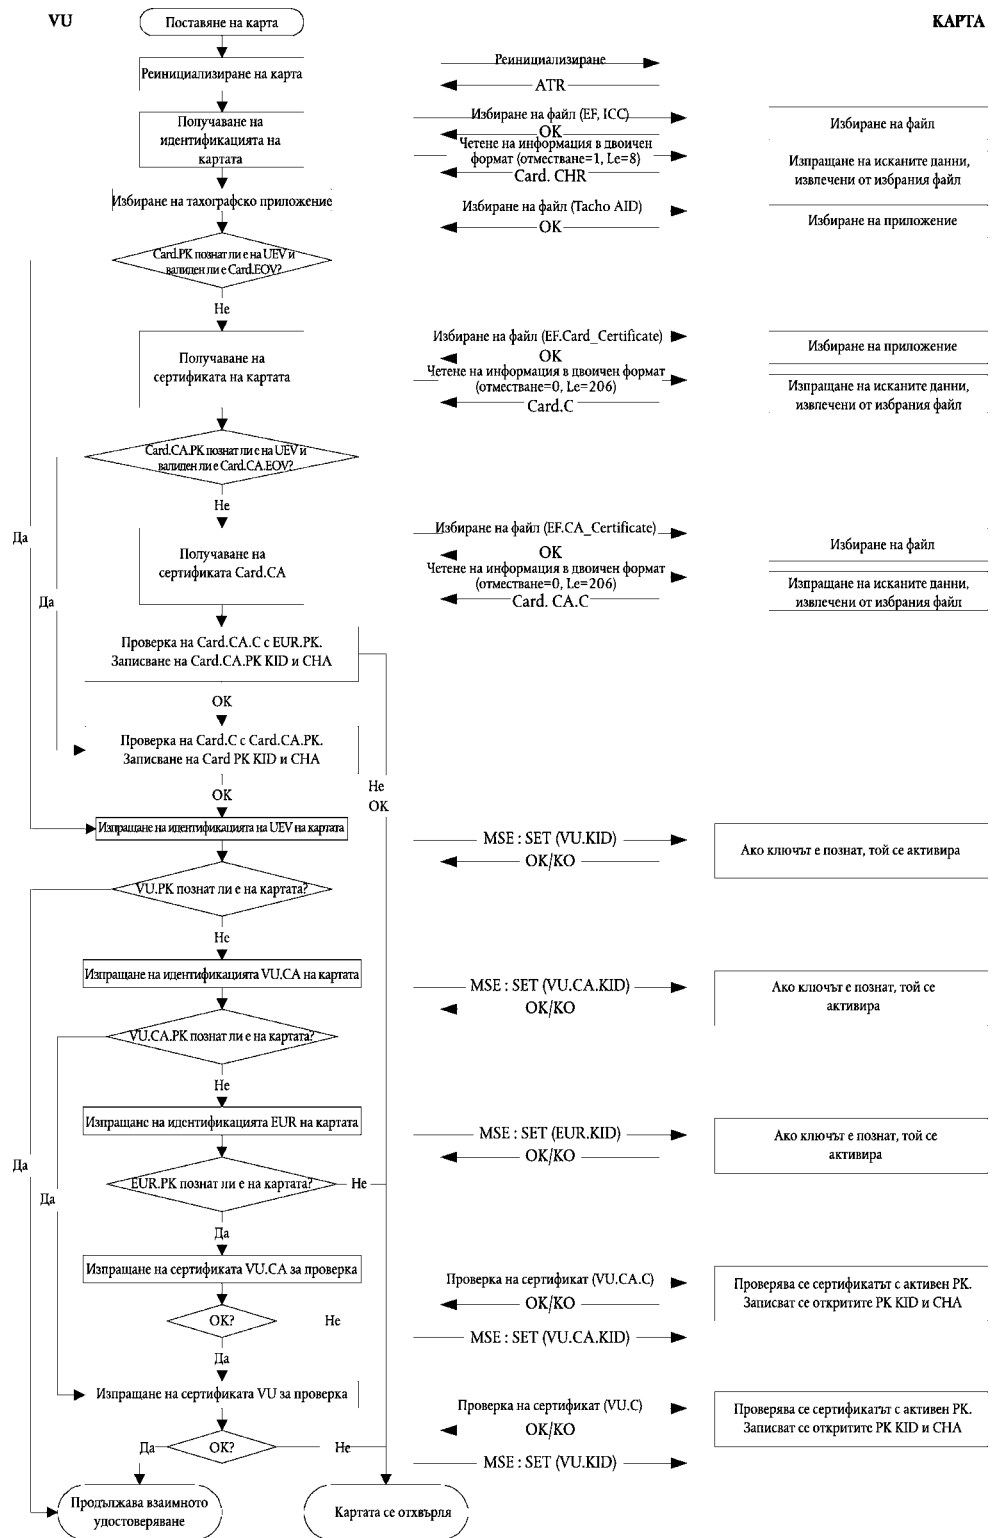 VU
Поставяне на карта
КАРТА
Реинициализиране на карта
Реинициализиране
ATR
Получаване на
идентификацията на
картата
Избиране на файл (EF, ICC)
OK
Избиране на файл
Четене на информация в двоичен
формат (отместване=1, Le=8)
Card. CHR
Изпращане на исканите данни,
извлечени от избрания файл
Избиране на тахографско приложение
Избиране на файл (Tacho AID)
OK
Избиране на приложение
Card.PK познат ли е на UEV и
валиден ли е Card.EOV?
Не
Получаване на
сертификата на картата
Избиране на файл (EF.Card_Certificate)
OK
Избиране на приложение
Четене на информация в двоичен формат
(отместване=0, Le=206)
Card.C
Изпращане на исканите данни,
извлечени от избрания файл
Card.CA.PK познат ли е на UEV и
валиден ли е Card.CA.EOV?
Не
Да
Получаване на
сертификата Card.CA
Избиране на файл (EF.CA_Certificate)
OK
Избиране на файл
Четене на информация в двоичен формат
(отместване=0, Le=206)
Card. CA.C
Изпращане на исканите данни,
извлечени от избрания файл
Да
Проверка на Card.CA.C с EUR.PK.
Записване на Card.CA.PK KID и CHA
OK
Проверка на Card.C с Card.CA.PK.
Записване на Card PK KID и CHA
Не
OK
OK
Изпращане на идентификацията на UEV на картата
MSE : SET (VU.KID)
OK/KO
Ако ключът е познат, той се активира
VU.PK познат ли е на картата?
Не
Изпращане на идентификацията VU.CA на картата
MSE : SET (VU.CA.KID)
OK/KO
Ако ключът е познат, той се
активира
VU.CA.PK познат ли е на картата?
Не
Изпращане на идентификацията EUR на картата
MSE : SET (EUR.KID)
OK/KO
Ако ключът е познат, той се
активира
Да
EUR.PK познат ли е на картата?
Не
Да
Да
Изпращане на сертификата VU.CA за проверка
Проверка на сертификат (VU.CA.C)
OK/KO
Проверява се сертификатът с активен PK.
Записват се откритите PK KID и CHA
OK?
Не
MSE : SET (VU.CA.KID)
Да
Изпращане на сертификата VU за проверка
Проверка на сертификат (VU.C)
OK/KO
Проверява се сертификатът с активен PK.
Записват се откритите PK KID и CHA
Да
OK?
Не
MSE : SET (VU.KID)
Продължава взаимното
удостоверяване
Картата се отхвърля